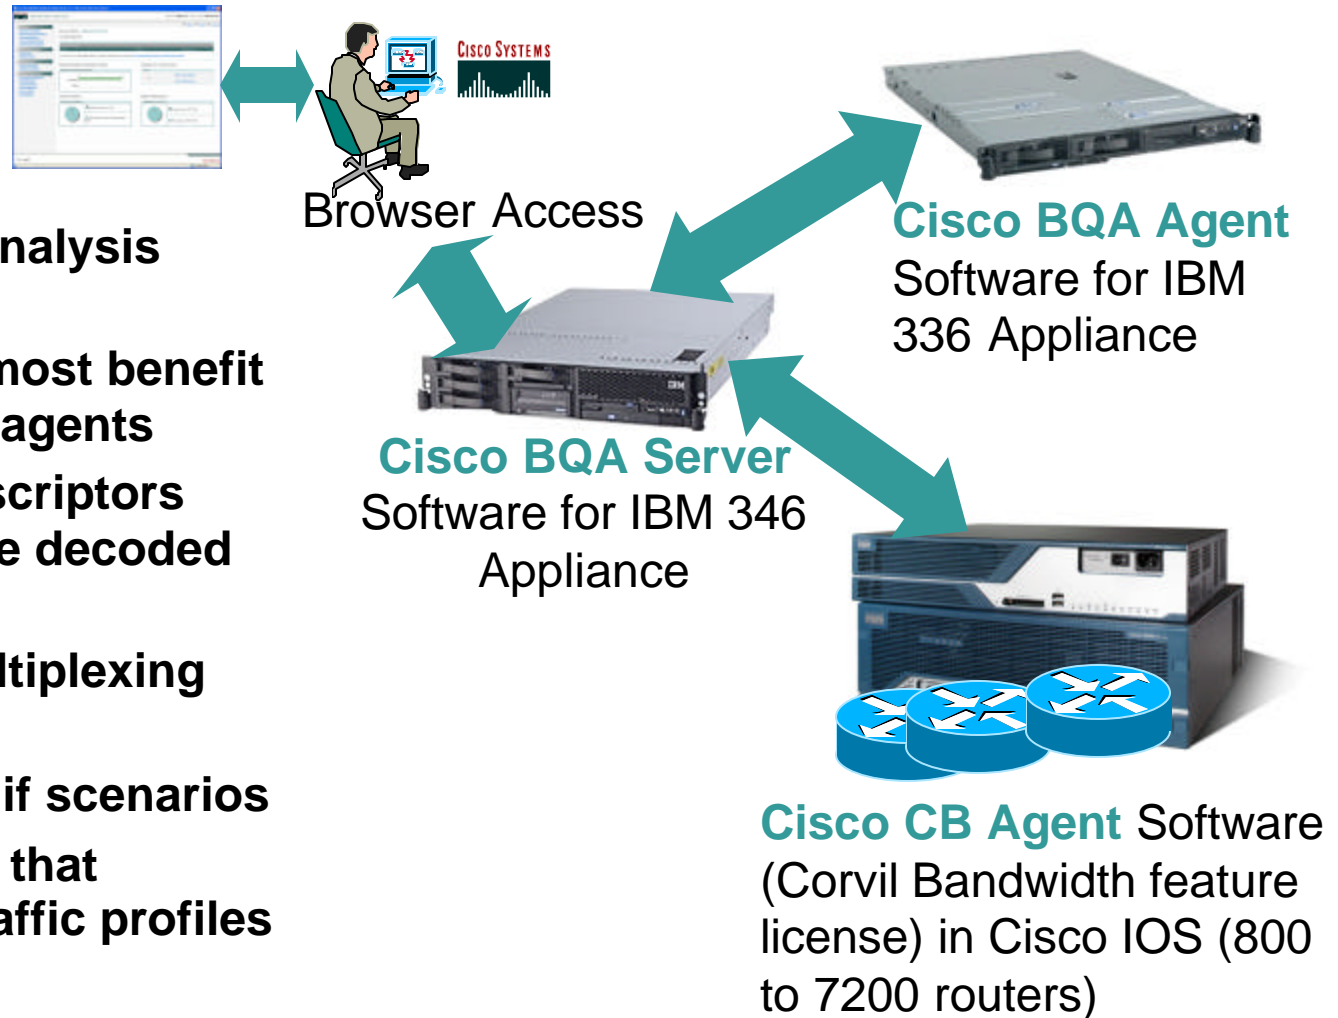 CISCO SYSTEMS
Browser Access
nalysis
most benefit
agents
scriptors
e decoded
ltiplexing
if scenarios
that
affic profiles
Cisco BQA Agent
Software for IBM
336 Appliance
IBM
Cisco BQA Server
Software for IBM 346
Appliance
Cisco CB Agent Software
(Corvil Bandwidth feature
license) in Cisco IOS (800
to 7200 routers)